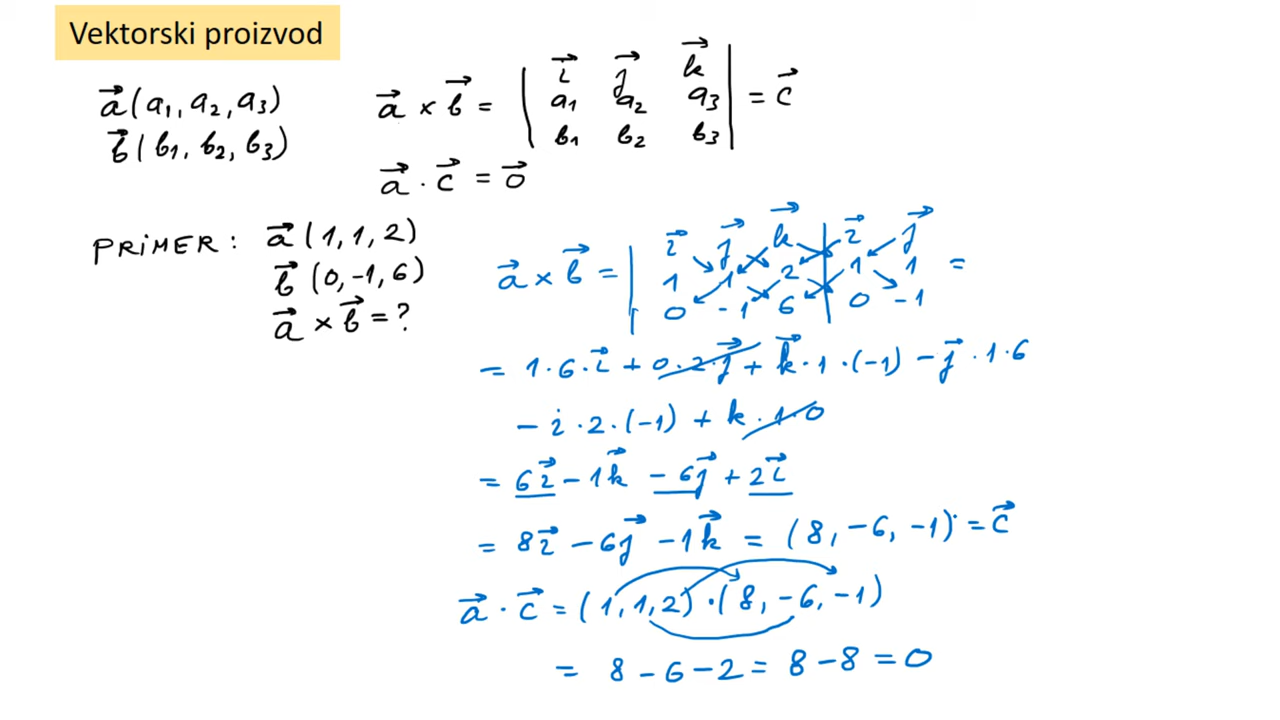 Vektorski proizvod
a⃗ (a₁, a₂, a₃)
b⃗ (b₁, b₂, b₃)
a⃗ × b⃗ = | i⃗ j⃗ k⃗ |
| a₁ a₂ a₃ | = c⃗
| b₁ b₂ b₃ |
a⃗ · c⃗ = 0⃗
PRiMER: a⃗ (1, 1, 2)
b⃗ (0, -1, 6)
a⃗ × b⃗ = ?
a⃗ × b⃗ = | i⃗ j⃗ k⃗ | i⃗ j⃗
| 1 1 2 | 1 1 =
| 0 -1 6 | 0 -1
= 1·6·i⃗ + 0·2·j⃗ + k⃗·1·(-1) - j⃗·1·6
- i·2·(-1) + k·1·0
= 6i⃗ - 1k⃗ - 6j⃗ + 2i⃗
= 8i⃗ - 6j⃗ - 1k⃗ = (8, -6, -1) = c⃗
a⃗ · c⃗ = (1, 1, 2) · (8, -6, -1)
= 8 - 6 - 2 = 8 - 8 = 0